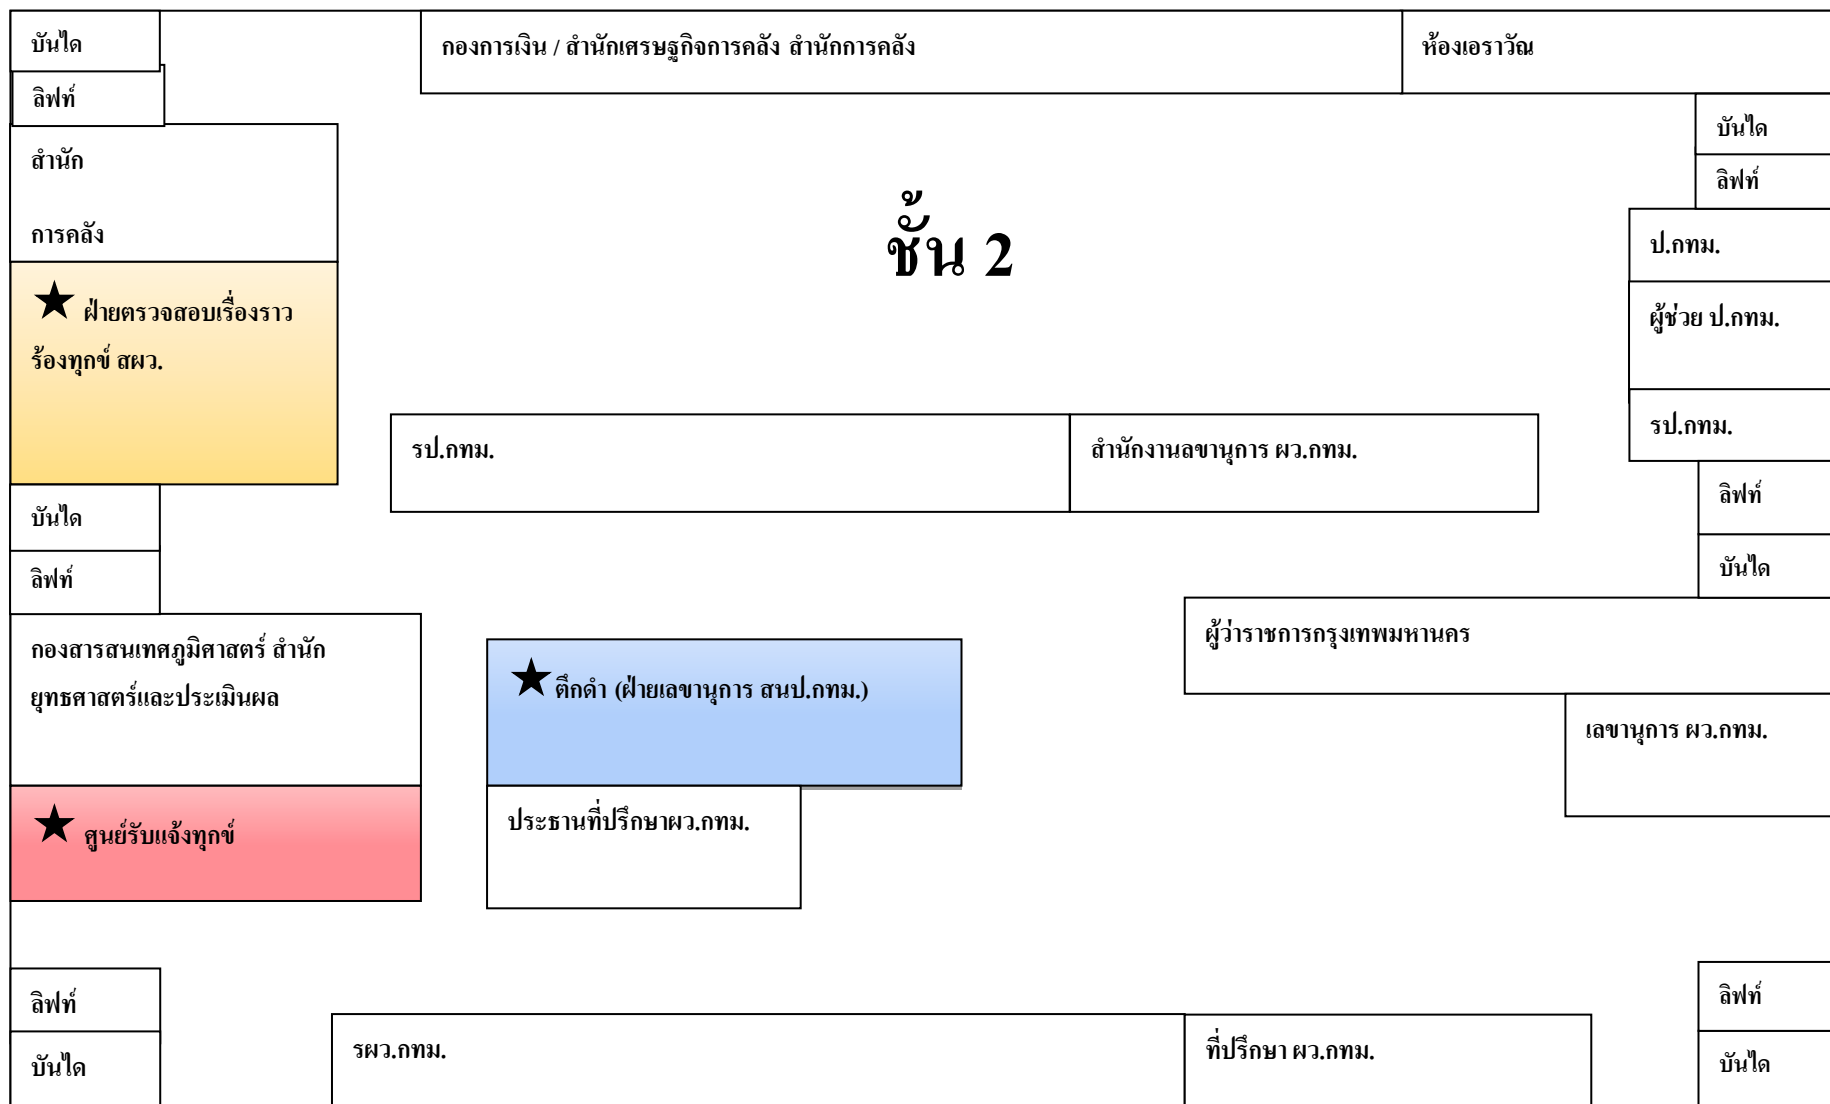 บันได
กองการเงิน / สำนักเศรษฐกิจการคลัง สำนักการคลัง
ห้องเอราวัณ
ลิฟท์
บันได
สำนัก
การคลัง
ลิฟท์
ชั้น 2
ป.กทม.
★ ฝ่ายตรวจสอบเรื่องราว
ร้องทุกข์ สผว.
ผู้ช่วย ป.กทม.
รป.กทม.
รป.กทม.
สำนักงานลขานุการ ผว.กทม.
บันได
ลิฟท์
ลิฟท์
บันได
กองสารสนเทศภูมิศาสตร์ สำนัก
ยุทธศาสตร์และประเมินผล
★ ตึกดำ (ฝ่ายเลขานุการ สนป.กทม.)
ผู้ว่าราชการกรุงเทพมหานคร
เลขานุการ ผว.กทม.
★ ศูนย์รับแจ้งทุกข์
ประธานที่ปรึกษาผว.กทม.
ลิฟท์
ลิฟท์
บันได
รผว.กทม.
ที่ปรึกษา ผว.กทม.
บันได